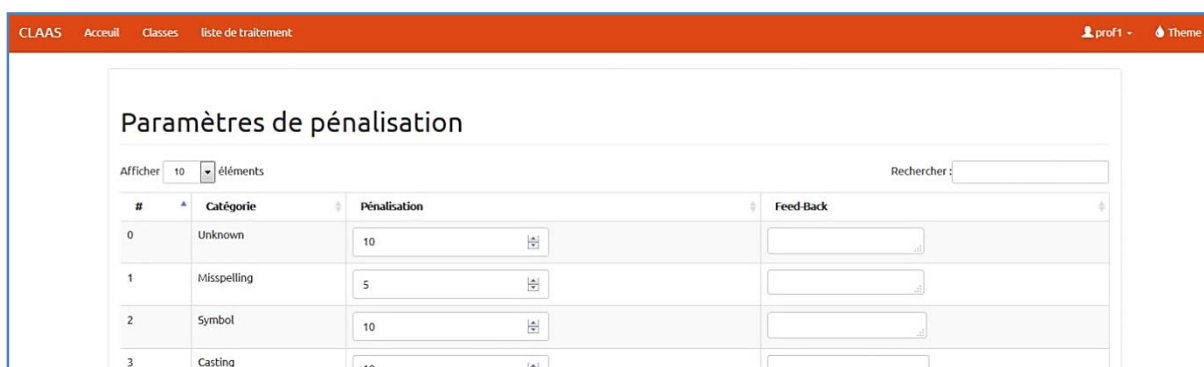 CLAAS Acceuil Classes liste de traitement prof1 Theme
Paramètres de pénalisation
Afficher 10 éléments Rechercher :
# Catégorie Pénalisation Feed-Back
0 Unknown 10
1 Misspelling 5
2 Symbol 10
3 Casting 10